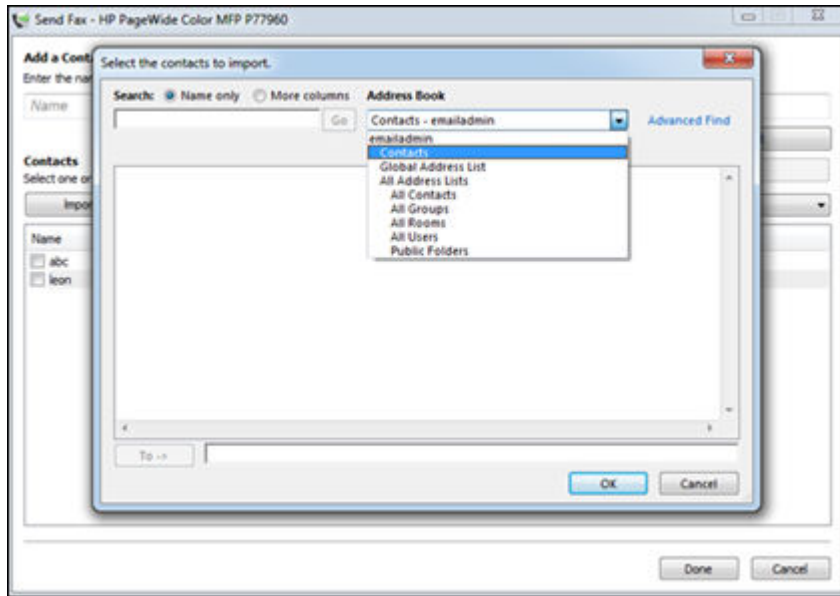 Send Fax - HP PageWide Color MFP P77960
Add a Cont
Enter the nar
Name
Contacts
Select one or
Impor
Name
abc
leon
Select the contacts to import.
Search: Name only More columns Address Book
Go Contacts - emailadmin Advanced Find
emailadmin
Contacts
Global Address List
All Address Lists
All Contacts
All Groups
All Rooms
All Users
Public Folders
To ->
OK Cancel
Done Cancel